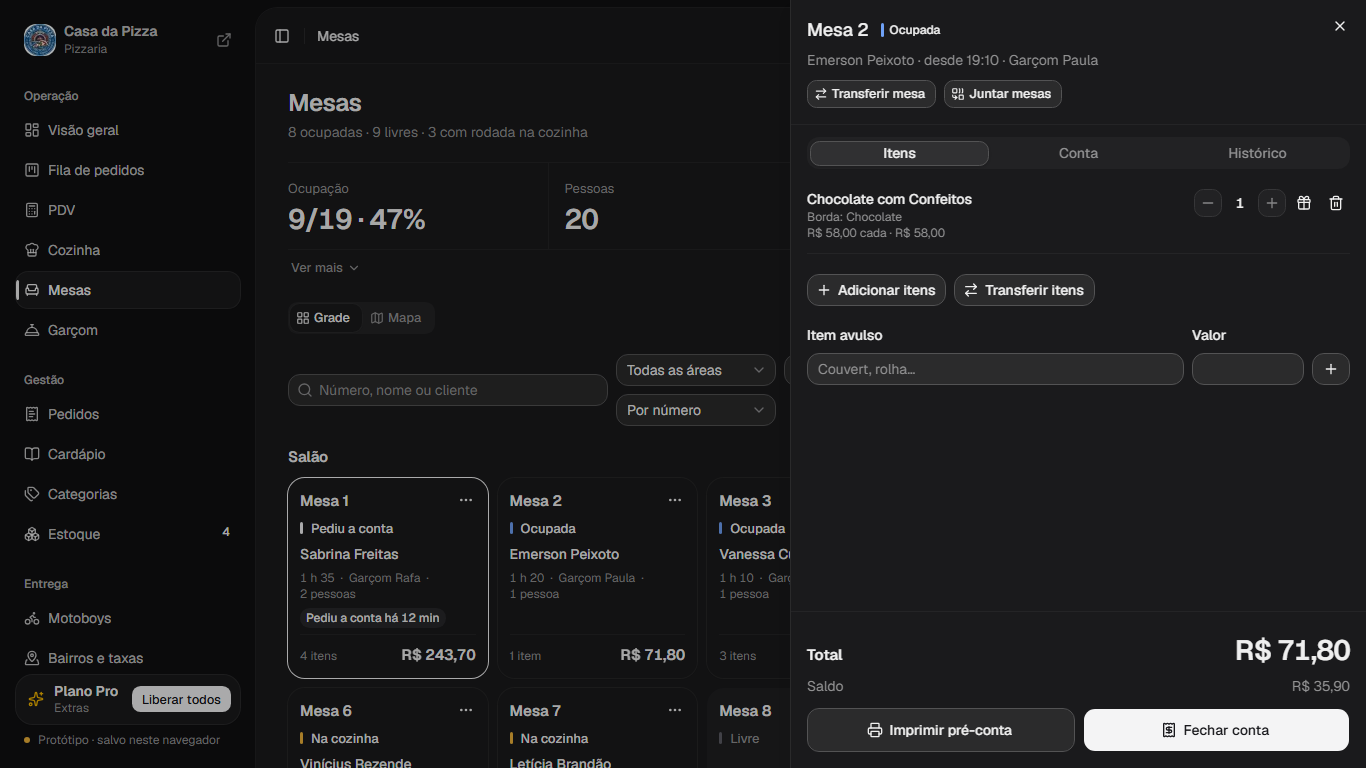 Casa da Pizza
Pizzaria
Operação
Visão geral
Fila de pedidos
PDV
Cozinha
Mesas
Garçom
Gestão
Pedidos
Cardápio
Categorias
Estoque 4
Entrega
Motoboys
Bairros e taxas
Plano Pro
Extras
Liberar todos
Protótipo · salvo neste navegador
Mesas
Mesas
8 ocupadas · 9 livres · 3 com rodada na cozinha
Ocupação
9/19 · 47%
Pessoas
20
Ver mais
Grade Mapa
Número, nome ou cliente
Todas as áreas
Por número
Salão
Mesa 1 ···
Pediu a conta
Sabrina Freitas
1 h 35 · Garçom Rafa ·
2 pessoas
Pediu a conta há 12 min
4 itens R$ 243,70
Mesa 2 ···
Ocupada
Emerson Peixoto
1 h 20 · Garçom Paula ·
1 pessoa
1 item R$ 71,80
Mesa 3
Ocupada
Vanessa
1 h 10 ·
1 pessoa
3 itens
Mesa 6 ···
Na cozinha
Vinícius Rezende
Mesa 7 ···
Na cozinha
Letícia Brandão
Mesa 8
Livre
Mesa 2 Ocupada
Emerson Peixoto · desde 19:10 · Garçom Paula
Transferir mesa Juntar mesas
Itens Conta Histórico
Chocolate com Confeitos
Borda: Chocolate
R$ 58,00 cada · R$ 58,00
− 1 +
+ Adicionar itens Transferir itens
Item avulso Valor
Couvert, rolha… +
Total R$ 71,80
Saldo R$ 35,90
Imprimir pré-conta Fechar conta